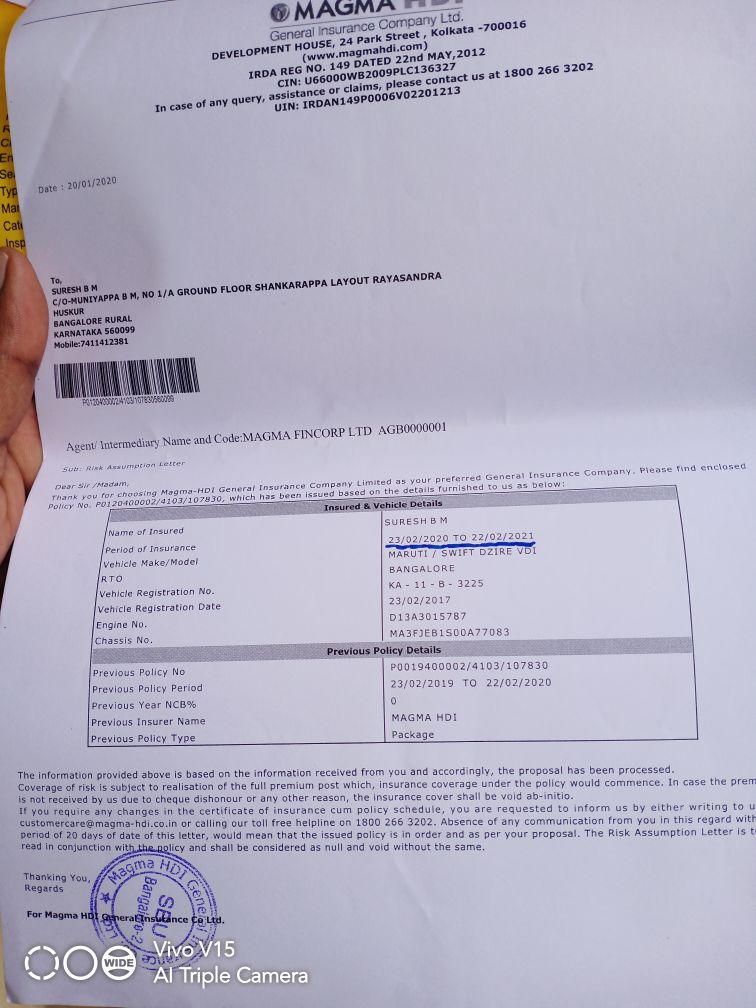 MAGMA HDI
General Insurance Company Ltd.
DEVELOPMENT HOUSE, 24 Park Street , Kolkata -700016
(www.magmahdi.com)
IRDA REG NO. 149 DATED 22nd MAY,2012
CIN: U66000WB2009PLC136327
In case of any query, assistance or claims, please contact us at 1800 266 3202
UIN: IRDAN149P0006V02201213
Date : 20/01/2020
To,
SURESH B M
C/O-MUNIYAPPA B M, NO 1/A GROUND FLOOR SHANKARAPPA LAYOUT RAYASANDRA
HUSKUR
BANGALORE RURAL
KARNATAKA 560099
Mobile:7411412381
P0120400002/4103/107830560099
Agent/ Intermediary Name and Code:MAGMA FINCORP LTD AGB0000001
Sub: Risk Assumption Letter
Dear Sir /Madam,
Thank you for choosing Magma-HDI General Insurance Company Limited as your preferred General Insurance Company. Please find enclosed
Policy No. P0120400002/4103/107830, which has been issued based on the details furnished to us as below:
Insured & Vehicle Details
Name of Insured SURESH B M
Period of Insurance 23/02/2020 TO 22/02/2021
Vehicle Make/Model MARUTI / SWIFT DZIRE VDI
RTO BANGALORE
Vehicle Registration No. KA - 11 - B - 3225
Vehicle Registration Date 23/02/2017
Engine No. D13A3015787
Chassis No. MA3FJEB1S00A77083
Previous Policy Details
Previous Policy No P0019400002/4103/107830
Previous Policy Period 23/02/2019 TO 22/02/2020
Previous Year NCB% 0
Previous Insurer Name MAGMA HDI
Previous Policy Type Package
The information provided above is based on the information received from you and accordingly, the proposal has been processed.
Coverage of risk is subject to realisation of the full premium post which, insurance coverage under the policy would commence. In case the prem
is not received by us due to cheque dishonour or any other reason, the insurance cover shall be void ab-initio.
If you require any changes in the certificate of insurance cum policy schedule, you are requested to inform us by either writing to u
customercare@magma-hdi.co.in or calling our toll free helpline on 1800 266 3202. Absence of any communication from you in this regard with
period of 20 days of date of this letter, would mean that the issued policy is in order and as per your proposal. The Risk Assumption Letter is t
read in conjunction with the policy and shall be considered as null and void without the same.
Thanking You,
Regards
For Magma HDI General Insurance Co Ltd.
Magma HDI General Insurance
SBU
Bangalore-2
WIDE
Vivo V15
AI Triple Camera